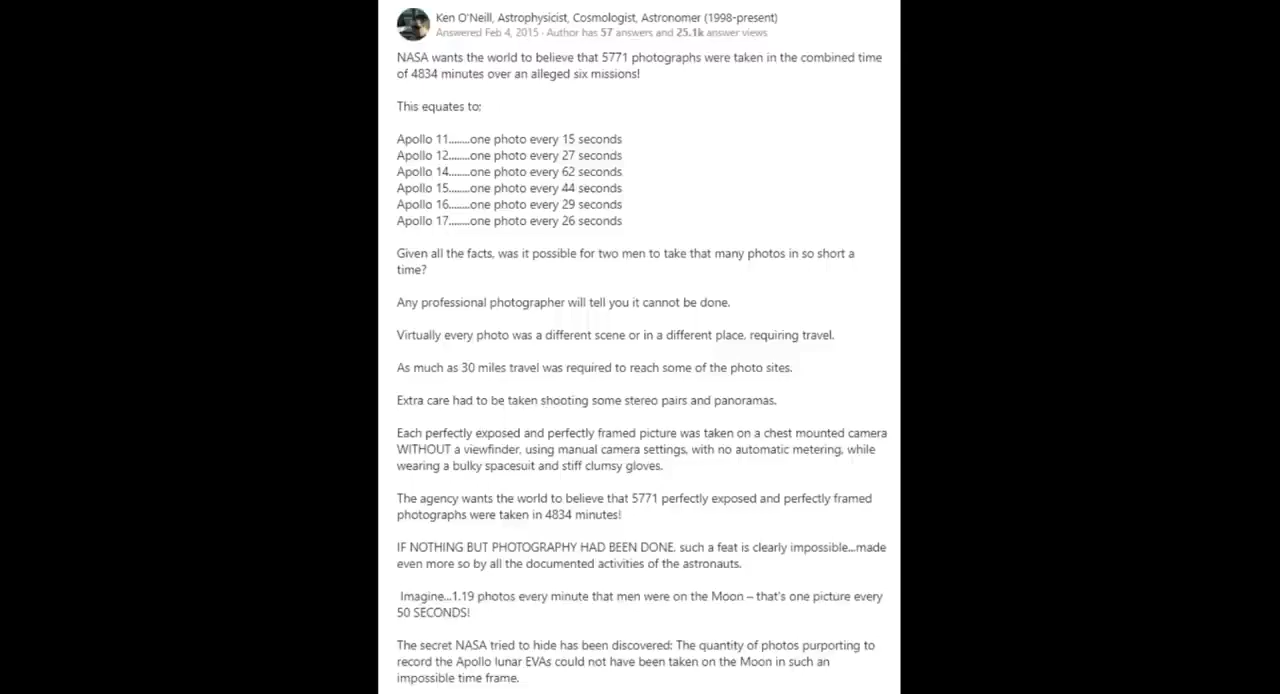 Ken O'Neill, Astrophysicist, Cosmologist, Astronomer (1998-present)
Answered Feb 4, 2015 · Author has 57 answers and 25.1k answer views
NASA wants the world to believe that 5771 photographs were taken in the combined time
of 4834 minutes over an alleged six missions!
This equates to:
Apollo 11........one photo every 15 seconds
Apollo 12........one photo every 27 seconds
Apollo 14........one photo every 62 seconds
Apollo 15........one photo every 44 seconds
Apollo 16........one photo every 29 seconds
Apollo 17........one photo every 26 seconds
Given all the facts, was it possible for two men to take that many photos in so short a
time?
Any professional photographer will tell you it cannot be done.
Virtually every photo was a different scene or in a different place, requiring travel.
As much as 30 miles travel was required to reach some of the photo sites.
Extra care had to be taken shooting some stereo pairs and panoramas.
Each perfectly exposed and perfectly framed picture was taken on a chest mounted camera
WITHOUT a viewfinder, using manual camera settings, with no automatic metering, while
wearing a bulky spacesuit and stiff clumsy gloves.
The agency wants the world to believe that 5771 perfectly exposed and perfectly framed
photographs were taken in 4834 minutes!
IF NOTHING BUT PHOTOGRAPHY HAD BEEN DONE, such a feat is clearly impossible...made
even more so by all the documented activities of the astronauts.
Imagine...1.19 photos every minute that men were on the Moon – that's one picture every
50 SECONDS!
The secret NASA tried to hide has been discovered: The quantity of photos purporting to
record the Apollo lunar EVAs could not have been taken on the Moon in such an
impossible time frame.